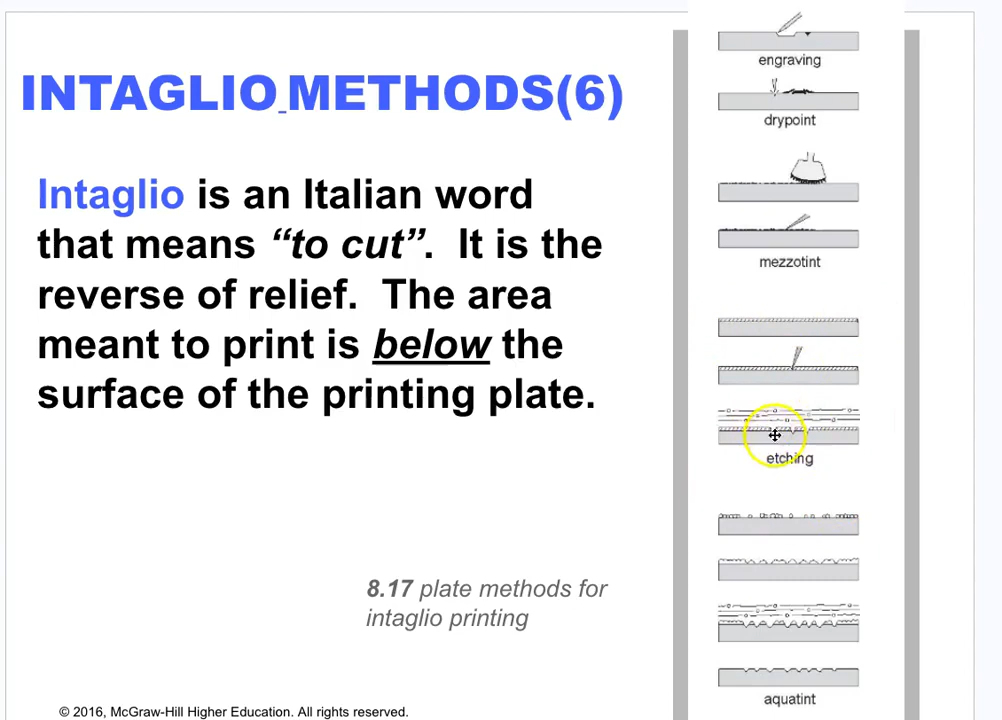 INTAGLIO METHODS(6)
Intaglio is an Italian word
that means “to cut”. It is the
reverse of relief. The area
meant to print is below the
surface of the printing plate.
8.17 plate methods for
intaglio printing
© 2016, McGraw-Hill Higher Education. All rights reserved.
engraving
drypoint
mezzotint
etching
aquatint